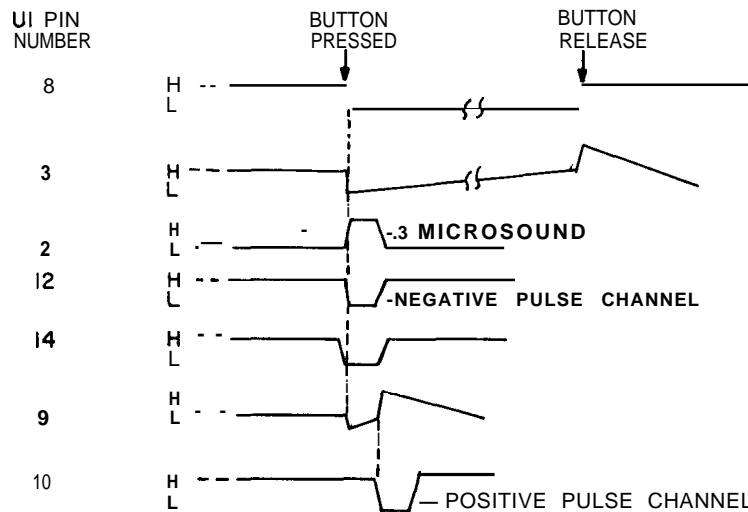 UI PIN
NUMBER
BUTTON
PRESSED
BUTTON
RELEASE
8
H
L
3
H
L
2
H
L
-.3 MICROSOUND
12
H
L
-NEGATIVE PULSE CHANNEL
14
H
L
9
H
L
10
H
L
— POSITIVE PULSE CHANNEL